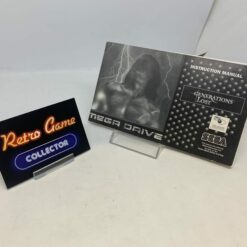 Retro Game
COLLECTOR
MEGA DRIVE
INSTRUCTION MANUAL
GENERATIONS
LOST
SEGA